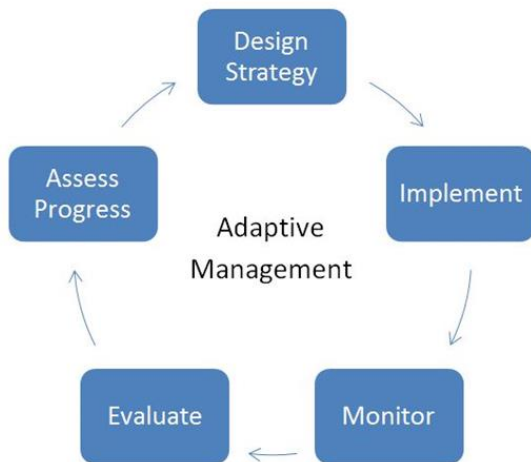 Design
Strategy
Implement
Monitor
Evaluate
Assess
Progress
Adaptive
Management